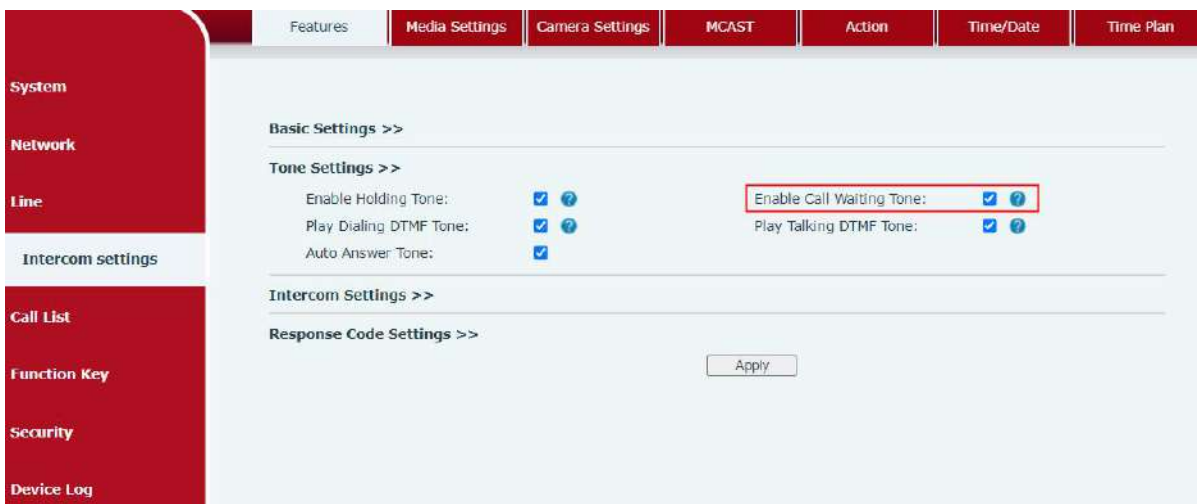 Features Media Settings Camera Settings MCAST Action Time/Date Time Plan
System
Network
Line
Intercom settings
Call List
Function Key
Security
Device Log
Basic Settings >>
Tone Settings >>
Enable Holding Tone: Enable Call Waiting Tone:
Play Dialing DTMF Tone: Play Talking DTMF Tone:
Auto Answer Tone:
Intercom Settings >>
Response Code Settings >>
Apply